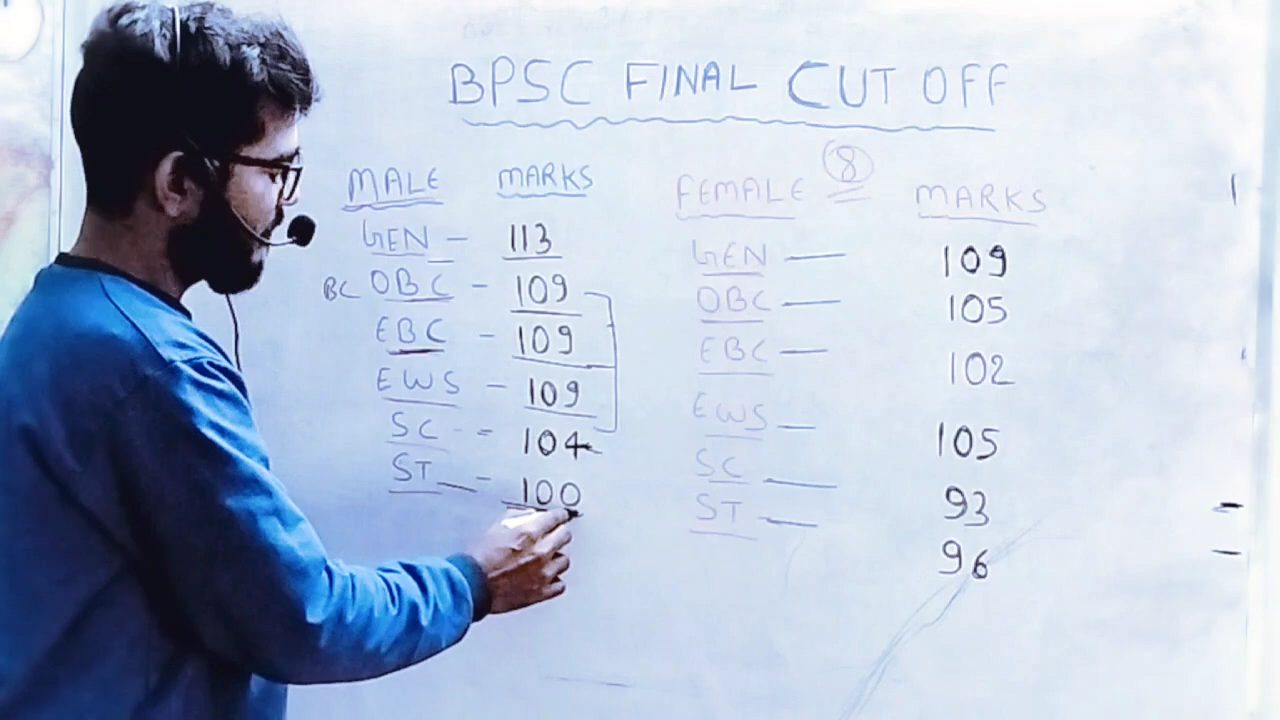 BPSC FINAL CUT OFF
MALE MARKS
GEN - 113
BC OBC - 109
EBC - 109
EWS - 109
SC - 104
ST - 100
FEMALE 8 MARKS
GEN - 109
OBC - 105
EBC - 102
EWS - 105
SC - 93
ST - 96